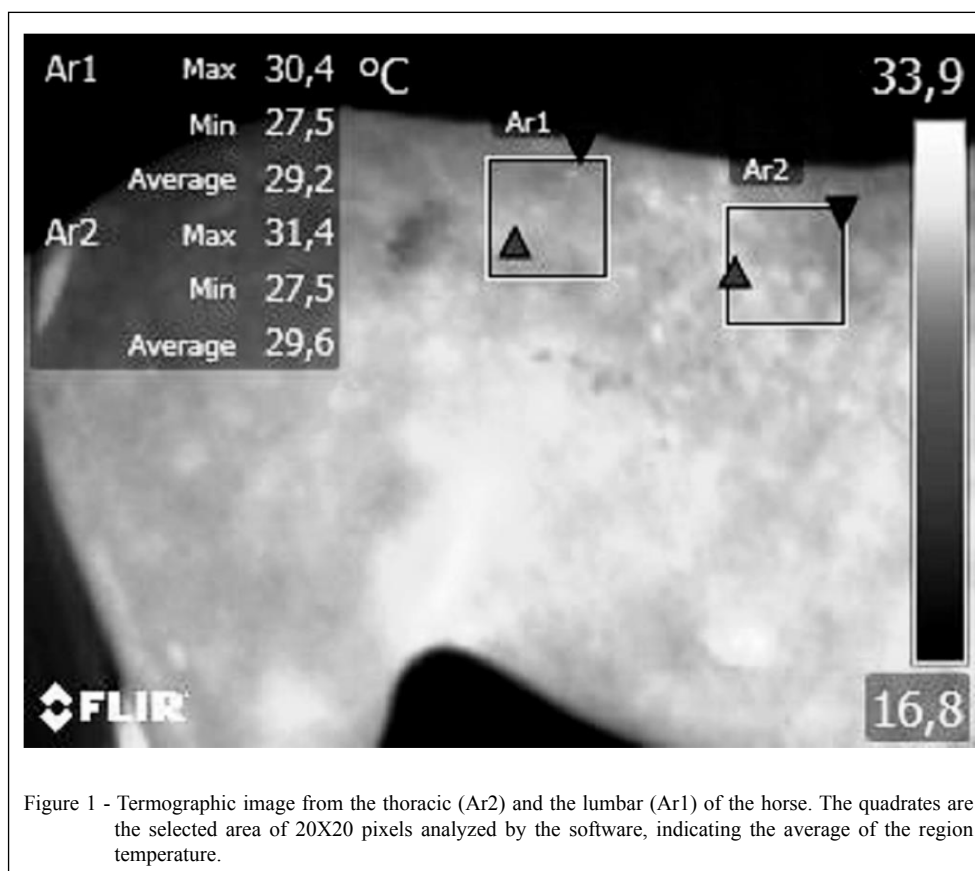 Ar1 Max 30,4 °C
Min 27,5
Average 29,2
Ar2 Max 31,4
Min 27,5
Average 29,6
Ar1
Ar2
33,9
16,8
FLIR
Figure 1 - Termographic image from the thoracic (Ar2) and the lumbar (Ar1) of the horse. The quadrates are
the selected area of 20X20 pixels analyzed by the software, indicating the average of the region
temperature.